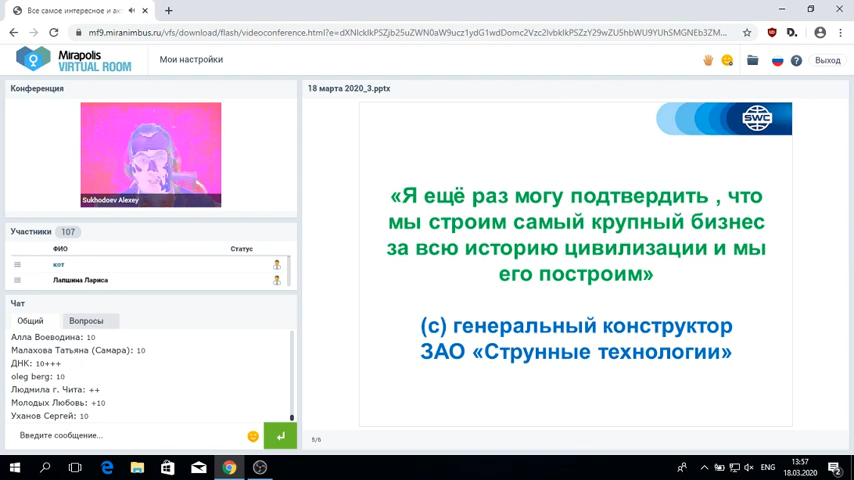 Все самое интересное и ак
mf9.miranimbus.ru/vfs/download/flash/videoconference.html?e=
Mirapolis
VIRTUAL ROOM
Мои настройки
Выход
Конференция
Sukhodoev Alexey
Участники 107
ФИО Статус
кот
Лапшина Лариса
Чат
Общий Вопросы
Алла Воеводина: 10
Малахова Татьяна (Самара): 10
ДНК: 10+++
oleg berg: 10
Людмила г. Чита: ++
Молодых Любовь: +10
Уханов Сергей: 10
Введите сообщение...
18 марта 2020_3.pptx
SWC
«Я ещё раз могу подтвердить , что
мы строим самый крупный бизнес
за всю историю цивилизации и мы
его построим»
(с) генеральный конструктор
ЗАО «Струнные технологии»
5/6
ENG
13:57
18.03.2020
2